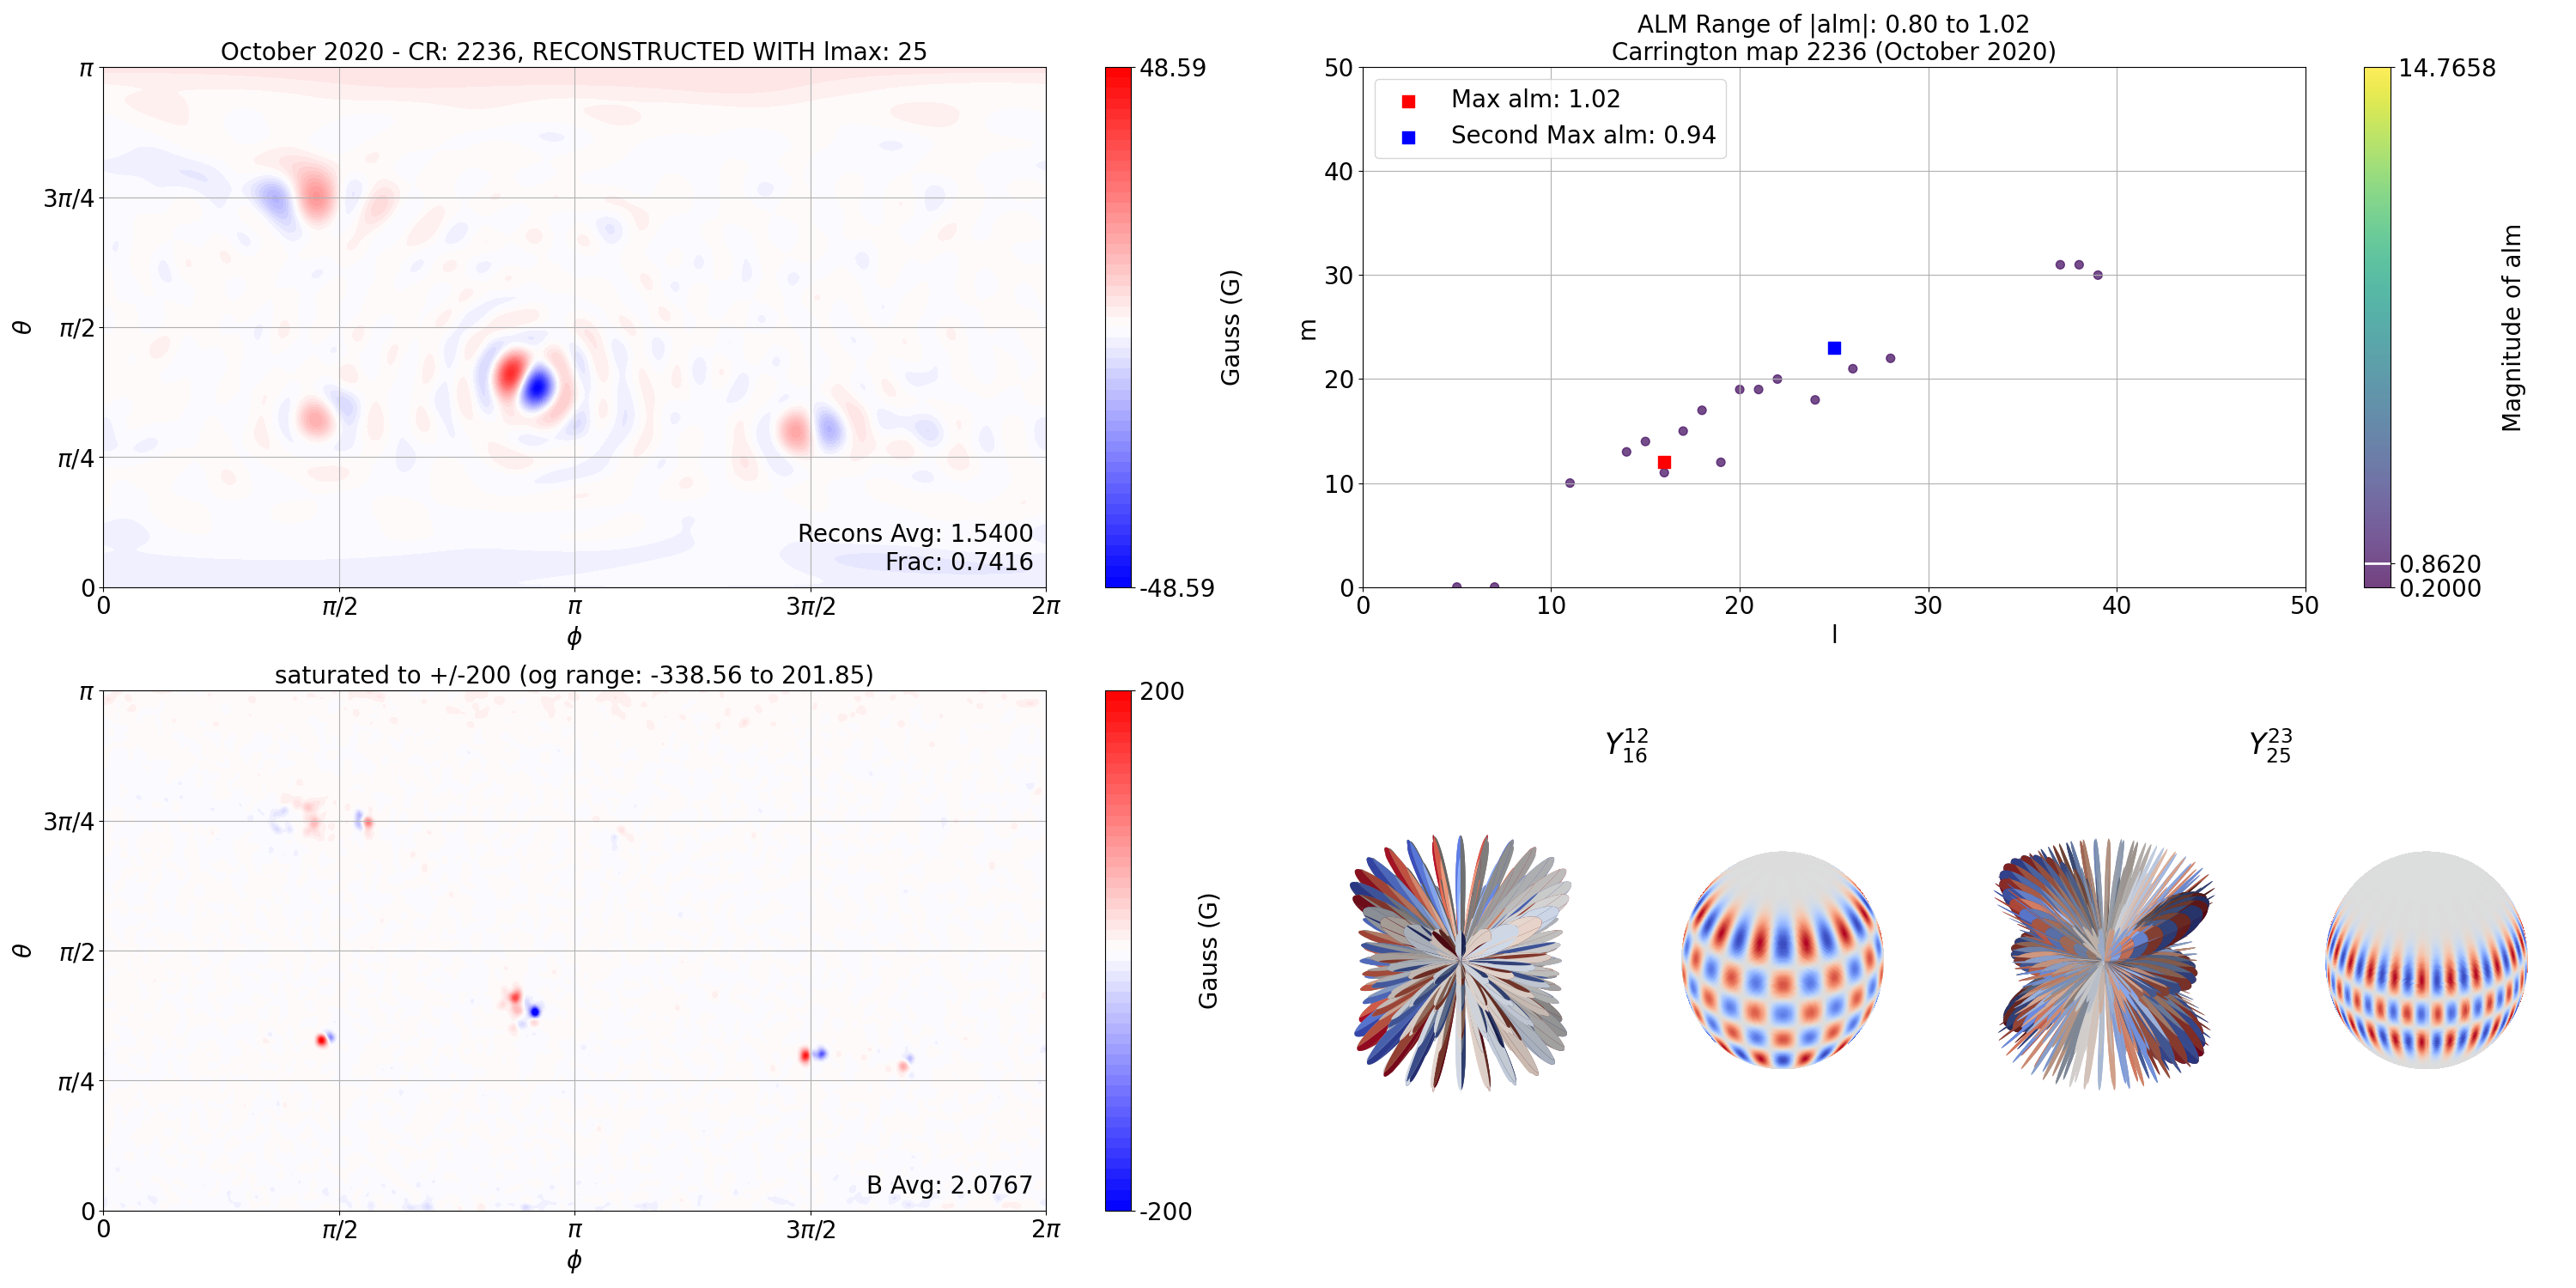 October 2020 - CR: 2236, RECONSTRUCTED WITH lmax: 25
π
3π/4
π/2
π/4
0
θ
0
π/2
π
3π/2
2π
ϕ
Recons Avg: 1.5400
Frac: 0.7416
48.59
-48.59
Gauss (G)
ALM Range of |alm|: 0.80 to 1.02
Carrington map 2236 (October 2020)
Max alm: 1.02
Second Max alm: 0.94
50
40
30
20
10
0
m
0
10
20
30
40
50
l
14.7658
0.8620
0.2000
Magnitude of alm
saturated to +/-200 (og range: -338.56 to 201.85)
π
3π/4
π/2
π/4
0
θ
0
π/2
π
3π/2
2π
ϕ
B Avg: 2.0767
200
-200
Gauss (G)
Y₁₆¹²
Y₂₅²³